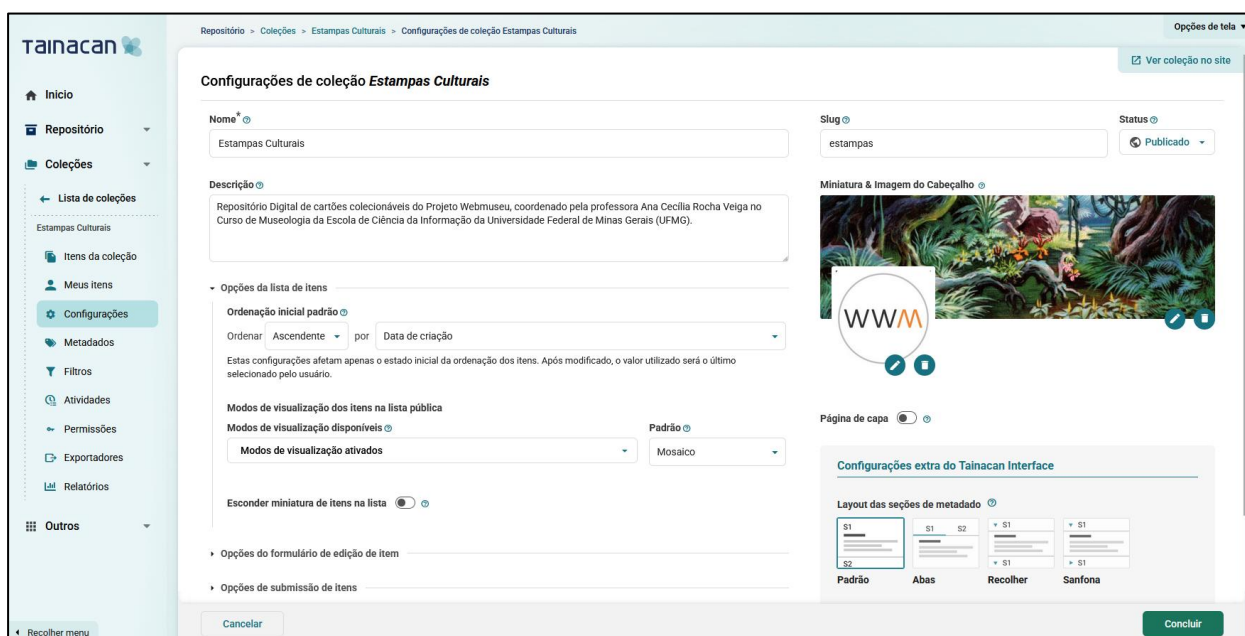 Tainacan
Repositório > Coleções > Estampas Culturais > Configurações de coleção Estampas Culturais
Opções de tela
Ver coleção no site
Configurações de coleção Estampas Culturais
Inicio
Repositório
Coleções
Lista de coleções
Estampas Culturais
Itens da coleção
Meus itens
Configurações
Metadados
Filtros
Atividades
Permissões
Exportadores
Relatórios
Outros
Recolher menu
Nome*
Estampas Culturais
Descrição
Repositório Digital de cartões colecionáveis do Projeto Webmuseu, coordenado pela professora Ana Cecília Rocha Veiga no
Curso de Museologia da Escola de Ciência da Informação da Universidade Federal de Minas Gerais (UFMG).
Opções da lista de itens
Ordenação inicial padrão
Ordenar Ascendente por Data de criação
Estas configurações afetam apenas o estado inicial da ordenação dos itens. Após modificado, o valor utilizado será o último
selecionado pelo usuário.
Modos de visualização dos itens na lista pública
Modos de visualização disponíveis
Padrão
Modos de visualização ativados
Mosaico
Esconder miniatura de itens na lista
Opções do formulário de edição de item
Opções de submissão de itens
Slug
Status
estampas
Publicado
Miniatura & Imagem do Cabeçalho
WWM
Página de capa
Configurações extra do Tainacan Interface
Layout das seções de metadado
S1
S2
S1 S2
S1
S1
S1
S1
Padrão Abas Recolher Sanfona
Cancelar
Concluir